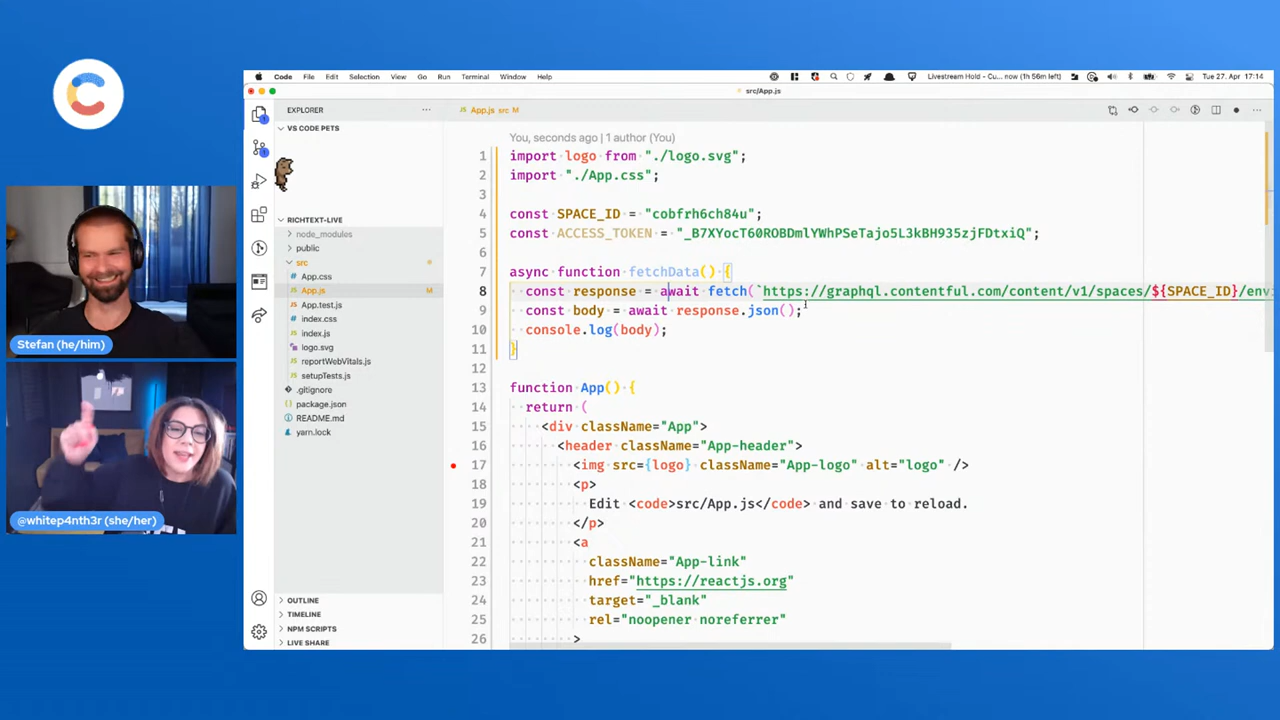 Code File Edit Selection View Go Run Terminal Window Help
Livestream Hold - Cu... now (1h 56m left)
Tue 27. Apr 17:14
src/App.js
EXPLORER
VS CODE PETS
RICHTEXT-LIVE
node_modules
public
src
App.css
App.js M
App.test.js
index.css
index.js
logo.svg
reportWebVitals.js
setupTests.js
.gitignore
package.json
README.md
yarn.lock
OUTLINE
TIMELINE
NPM SCRIPTS
LIVE SHARE
App.js src M
You, seconds ago | 1 author (You)
1 import logo from "./logo.svg";
2 import "./App.css";
3
4 const SPACE_ID = "cobfrh6ch84u";
5 const ACCESS_TOKEN = "_B7XYocT60ROBDmlYWhPSeTajo5L3kBH935zjFDtxiQ";
6
7 async function fetchData() {
8 const response = await fetch(`https://graphql.contentful.com/content/v1/spaces/${SPACE_ID}/envi
9 const body = await response.json();
10 console.log(body);
11 }
12
13 function App() {
14 return (
15 <div className="App">
16 <header className="App-header">
17 <img src={logo} className="App-logo" alt="logo" />
18 <p>
19 Edit <code>src/App.js</code> and save to reload.
20 </p>
21 <a
22 className="App-link"
23 href="https://reactjs.org"
24 target="_blank"
25 rel="noopener noreferrer"
26 >
Stefan (he/him)
@whitep4nth3r (she/her)